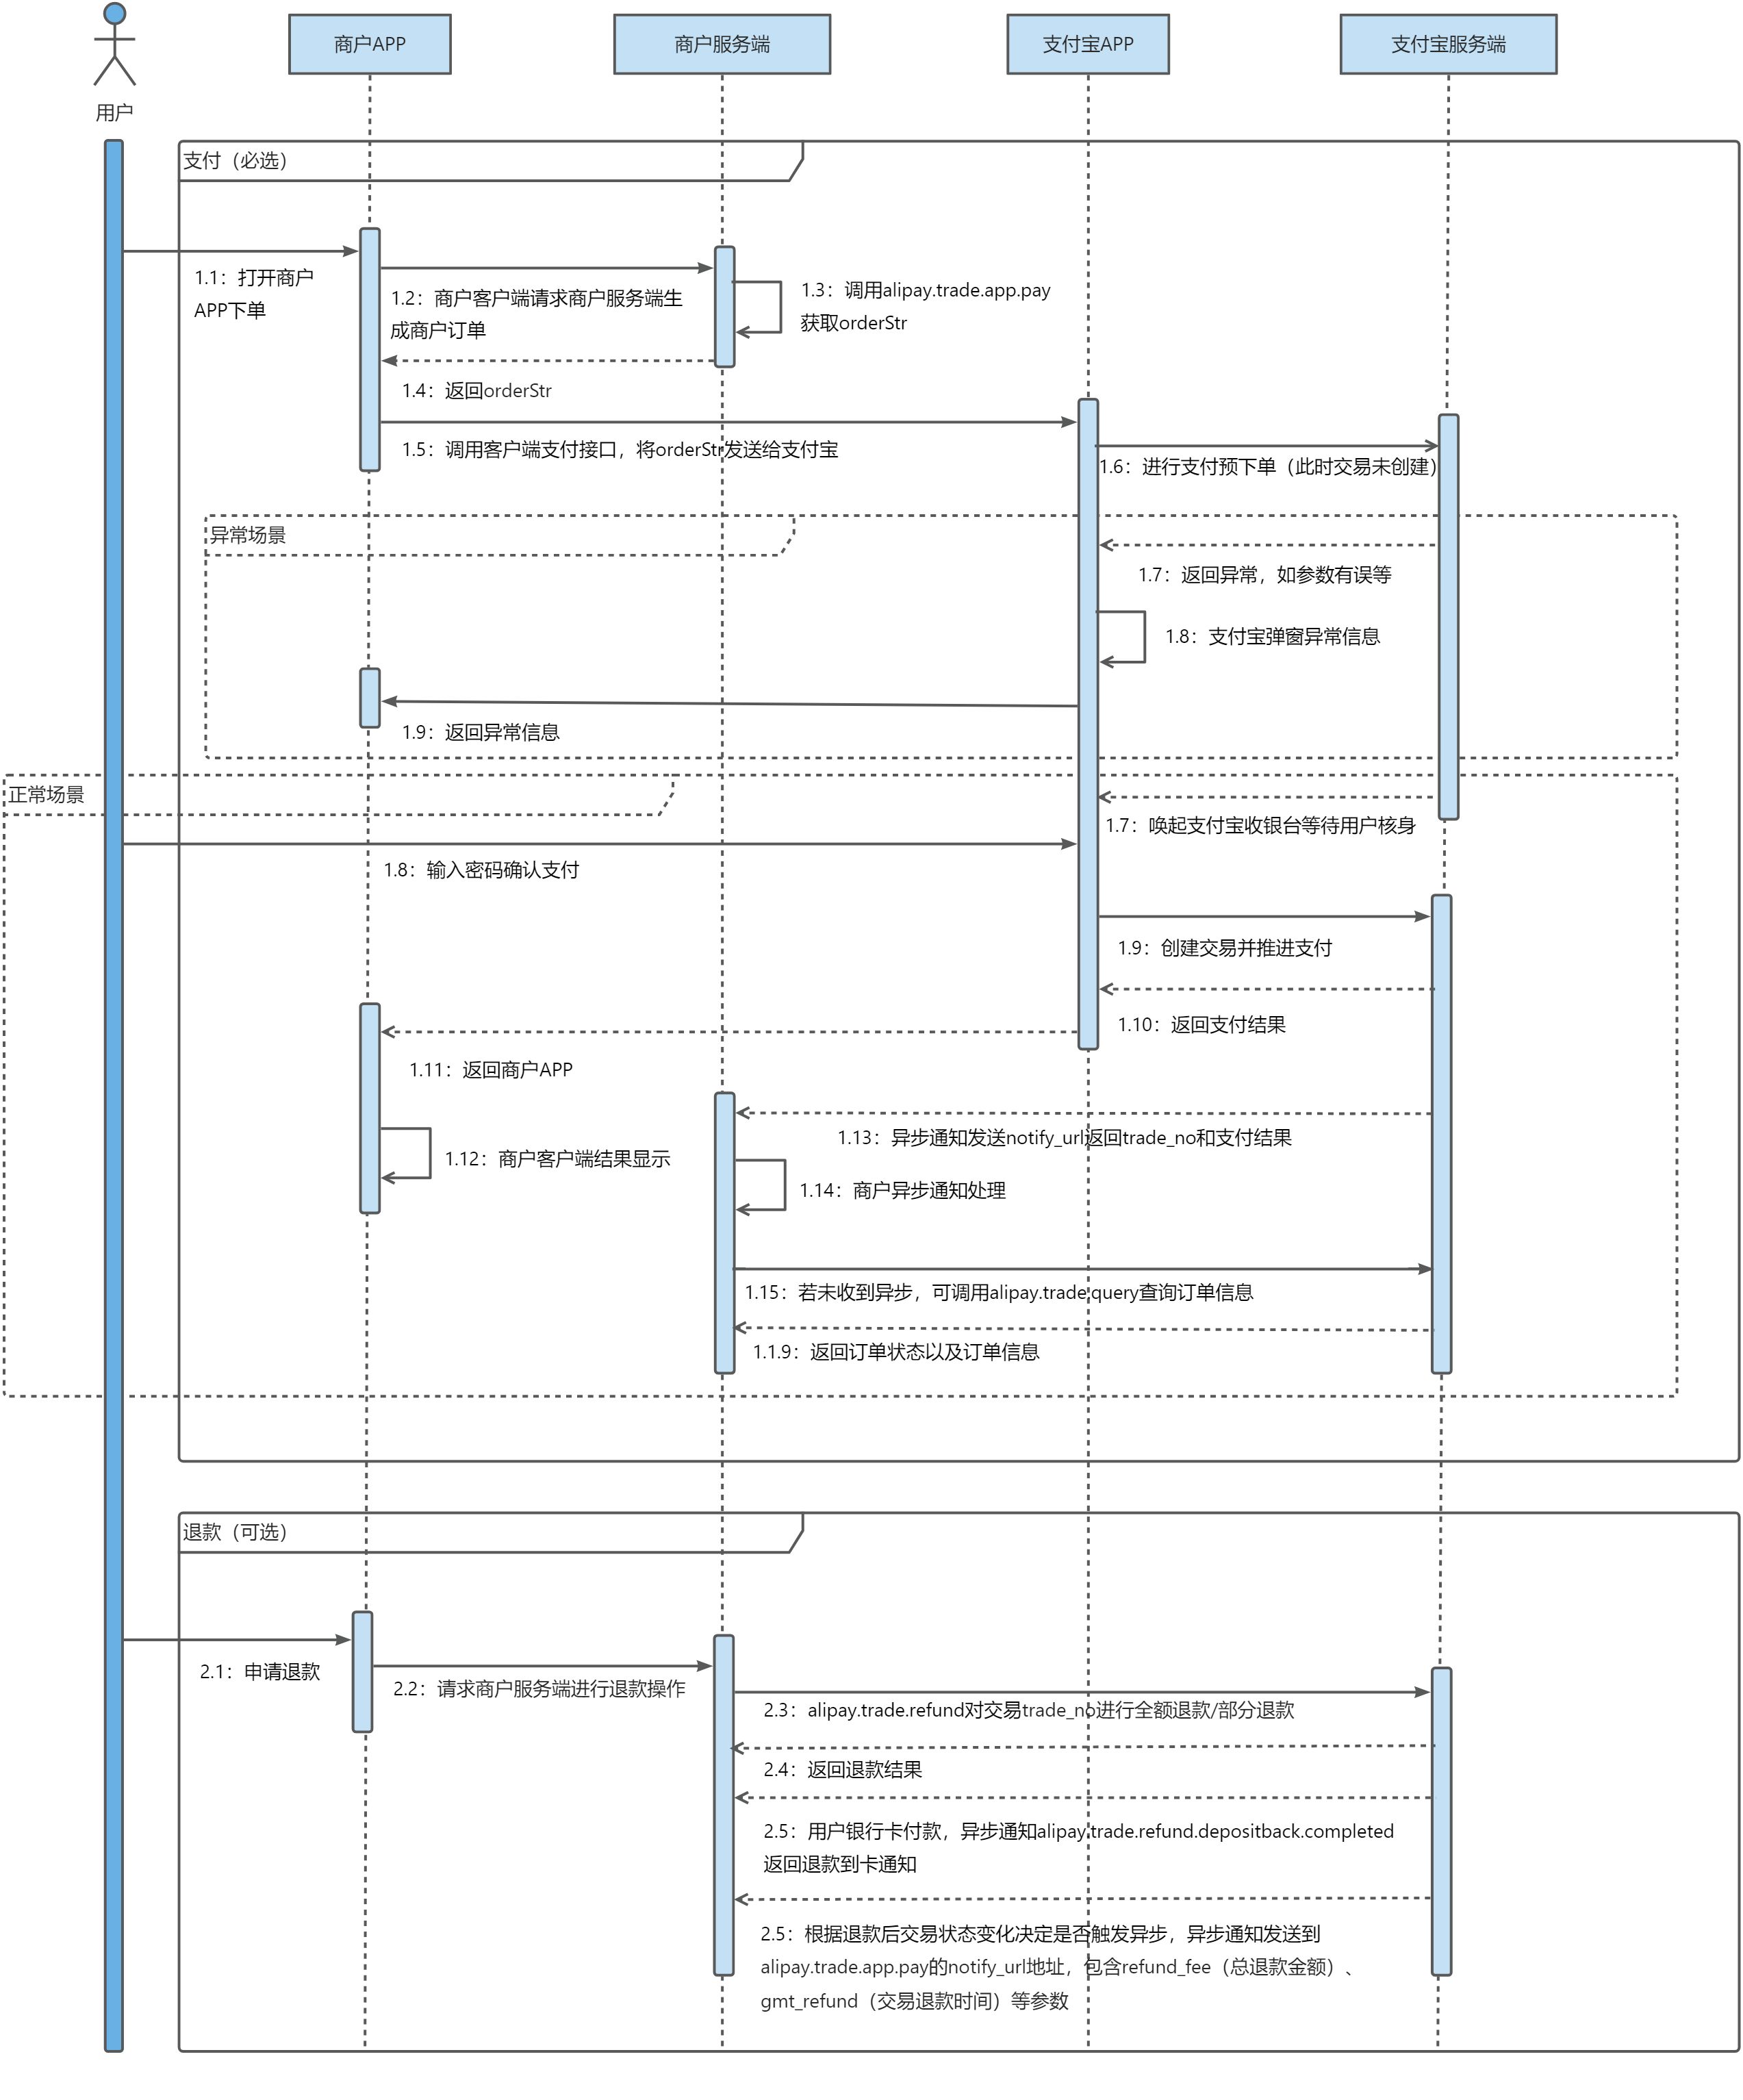 商户APP
商户服务端
支付宝APP
支付宝服务端
用户
支付（必选）
1.1：打开商户
APP下单
1.2：商户客户端请求商户服务端生
成商户订单
1.3：调用alipay.trade.app.pay
获取orderStr
1.4：返回orderStr
1.5：调用客户端支付接口，将orderStr发送给支付宝
1.6：进行支付预下单（此时交易未创建）
异常场景
1.7：返回异常，如参数有误等
1.8：支付宝弹窗异常信息
1.9：返回异常信息
正常场景
1.7：唤起支付宝收银台等待用户核身
1.8：输入密码确认支付
1.9：创建交易并推进支付
1.10：返回支付结果
1.11：返回商户APP
1.13：异步通知发送notify_url返回trade_no和支付结果
1.12：商户客户端结果显示
1.14：商户异步通知处理
1.15：若未收到异步，可调用alipay.trade.query查询订单信息
1.1.9：返回订单状态以及订单信息
退款（可选）
2.1：申请退款
2.2：请求商户服务端进行退款操作
2.3：alipay.trade.refund对交易trade_no进行全额退款/部分退款
2.4：返回退款结果
2.5：用户银行卡付款，异步通知alipay.trade.refund.depositback.completed
返回退款到卡通知
2.5：根据退款后交易状态变化决定是否触发异步，异步通知发送到
alipay.trade.app.pay的notify_url地址，包含refund_fee（总退款金额）、
gmt_refund（交易退款时间）等参数